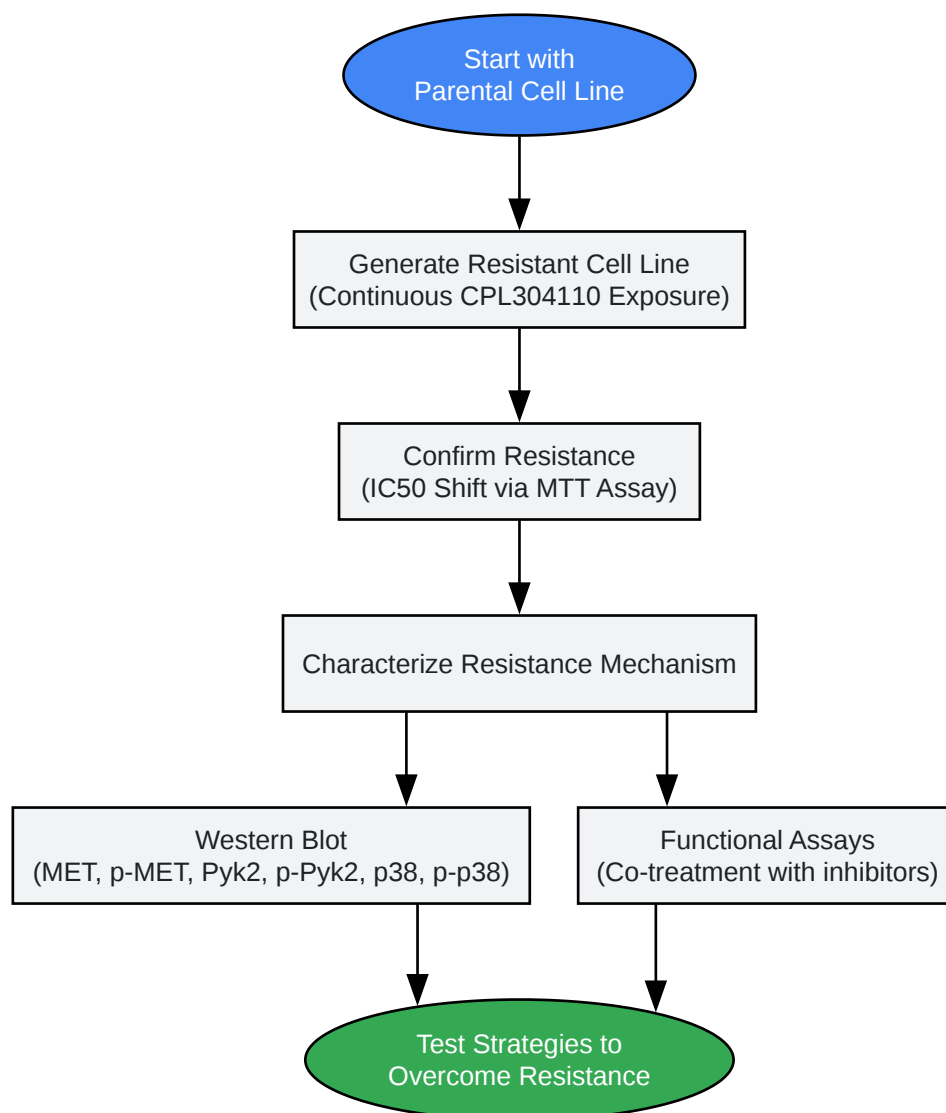 Start with
Parental Cell Line
Generate Resistant Cell Line
(Continuous CPL304110 Exposure)
Confirm Resistance
(IC50 Shift via MTT Assay)
Characterize Resistance Mechanism
Western Blot
(MET, p-MET, Pyk2, p-Pyk2, p38, p-p38)
Functional Assays
(Co-treatment with inhibitors)
Test Strategies to
Overcome Resistance